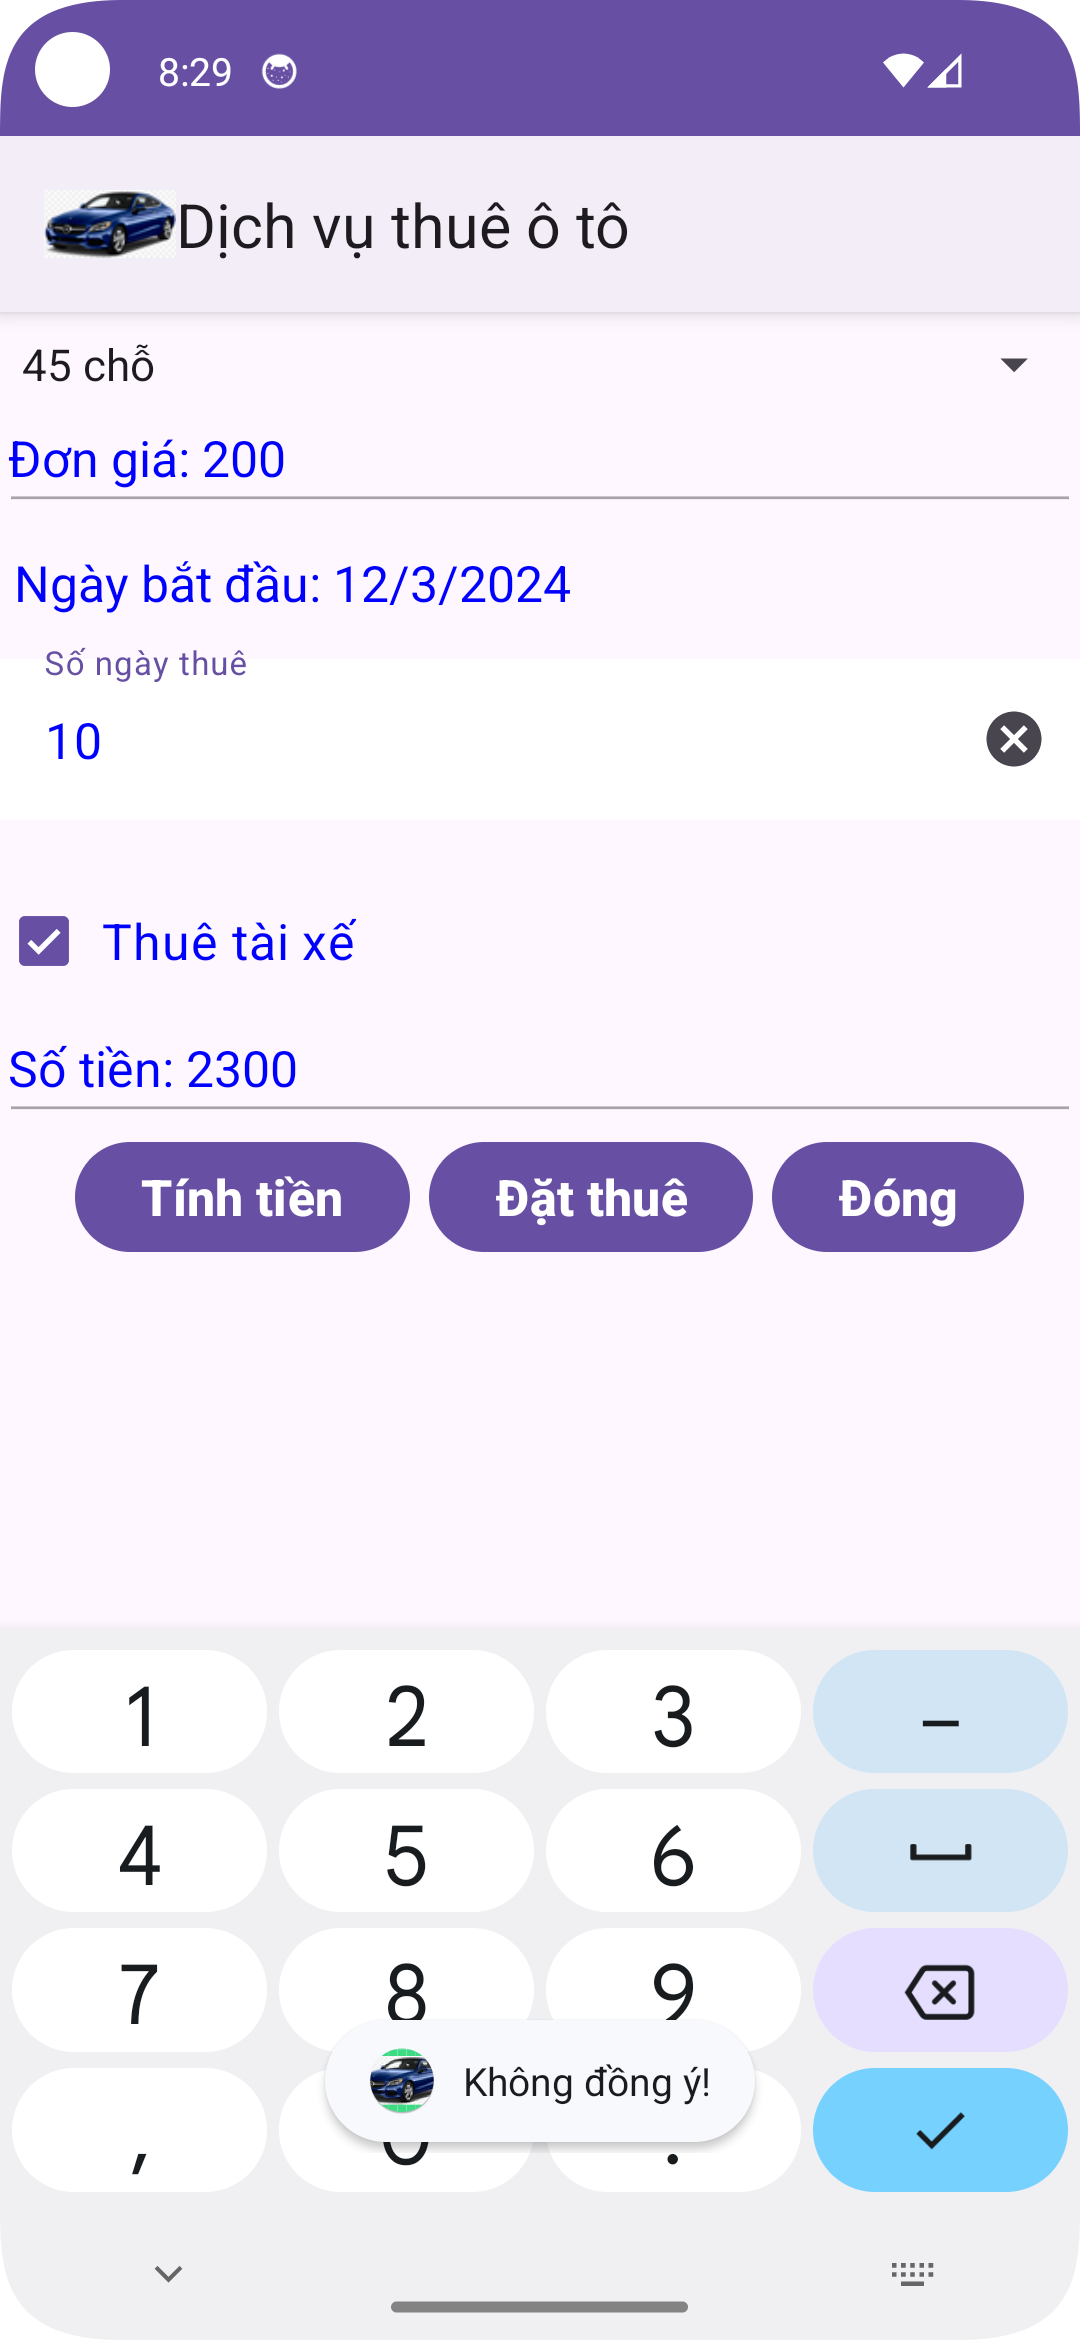 8:29
Dịch vụ thuê ô tô
45 chỗ
Đơn giá: 200
Ngày bắt đầu: 12/3/2024
Số ngày thuê
10
Thuê tài xế
Số tiền: 2300
Tính tiền Đặt thuê Đóng
1 2 3 –
4 5 6
7 8 9
Không đồng ý!
, 0 .